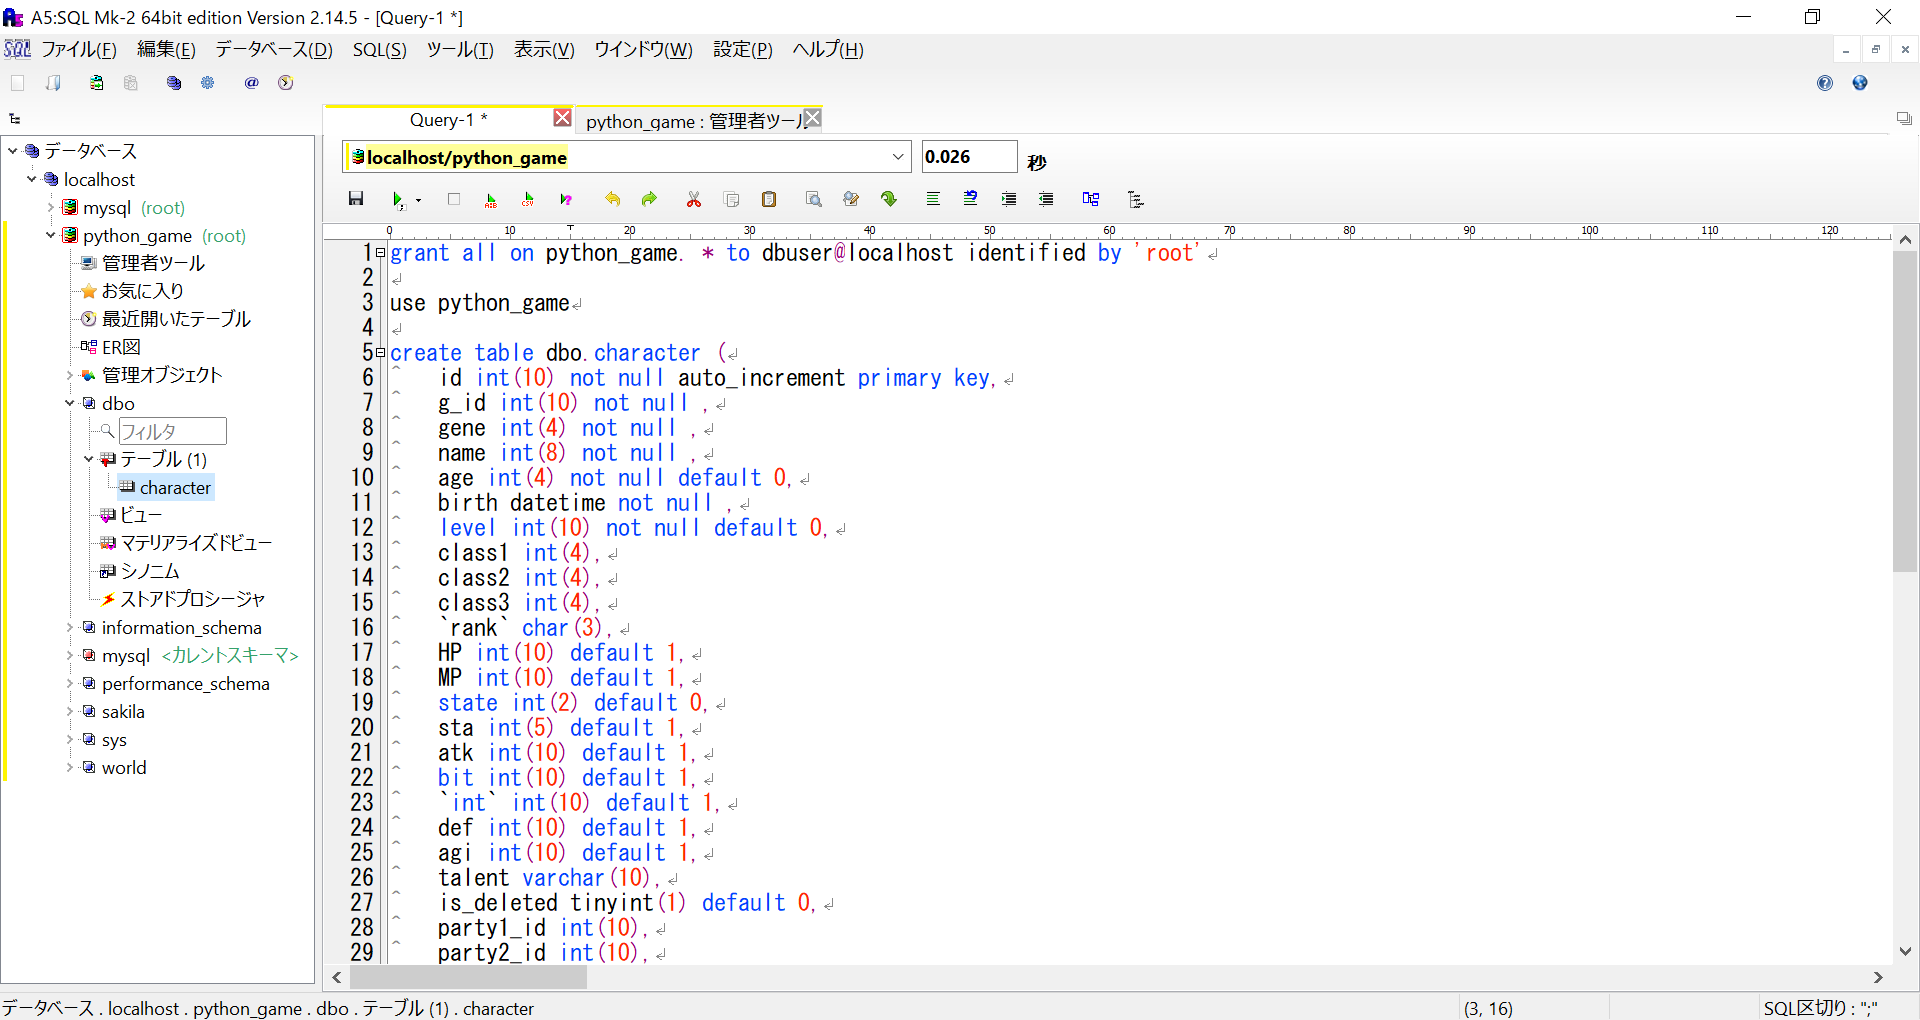 A5:SQL Mk-2 64bit edition Version 2.14.5 - [Query-1 *]
ファイル(F) 編集(E) データベース(D) SQL(S) ツール(T) 表示(V) ウインドウ(W) 設定(P) ヘルプ(H)
Query-1 *
python_game : 管理者ツール
localhost/python_game
0.026
秒
データベース
localhost
mysql (root)
python_game (root)
管理者ツール
お気に入り
最近開いたテーブル
ER図
管理オブジェクト
dbo
フィルタ
テーブル (1)
character
ビュー
マテリアライズドビュー
シノニム
ストアドプロシージャ
information_schema
mysql <カレントスキーマ>
performance_schema
sakila
sys
world
0 10 20 30 40 50 60 70 80 90 100 110 120
1 grant all on python_game. * to dbuser@localhost identified by 'root'
2
3 use python_game
4
5 create table dbo.character (
6 id int(10) not null auto_increment primary key,
7 g_id int(10) not null ,
8 gene int(4) not null ,
9 name int(8) not null ,
10 age int(4) not null default 0,
11 birth datetime not null ,
12 level int(10) not null default 0,
13 class1 int(4),
14 class2 int(4),
15 class3 int(4),
16 `rank` char(3),
17 HP int(10) default 1,
18 MP int(10) default 1,
19 state int(2) default 0,
20 sta int(5) default 1,
21 atk int(10) default 1,
22 bit int(10) default 1,
23 `int` int(10) default 1,
24 def int(10) default 1,
25 agi int(10) default 1,
26 talent varchar(10),
27 is_deleted tinyint(1) default 0,
28 party1_id int(10),
29 party2_id int(10),
データベース . localhost . python_game . dbo . テーブル (1) . character
(3, 16)
SQL区切り : ";"